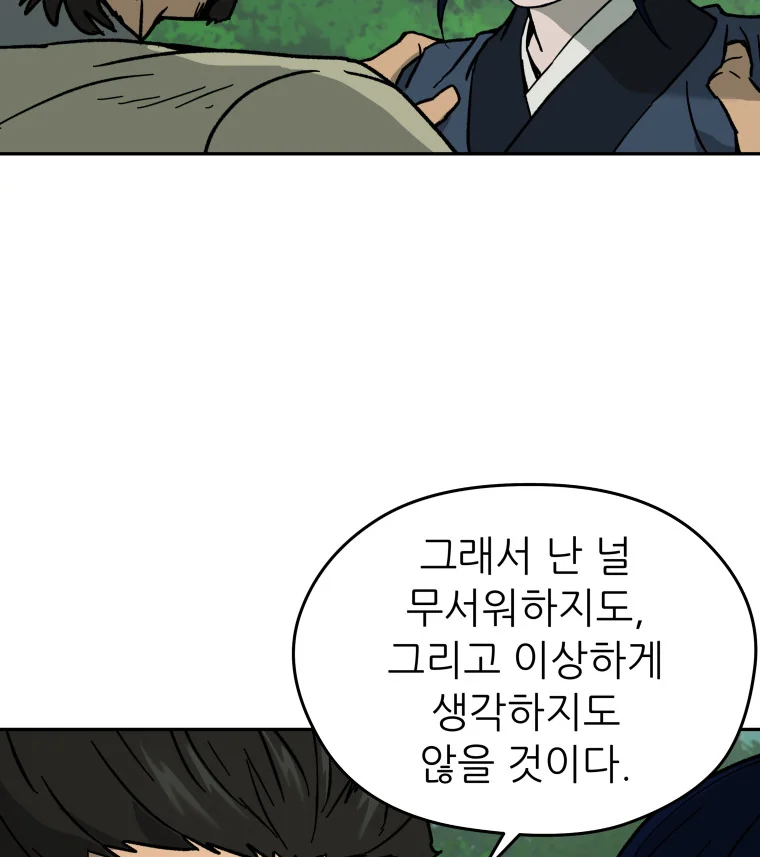 그래서 난 널
무서워하지도,
그리고 이상하게
생각하지도
않을 것이다.